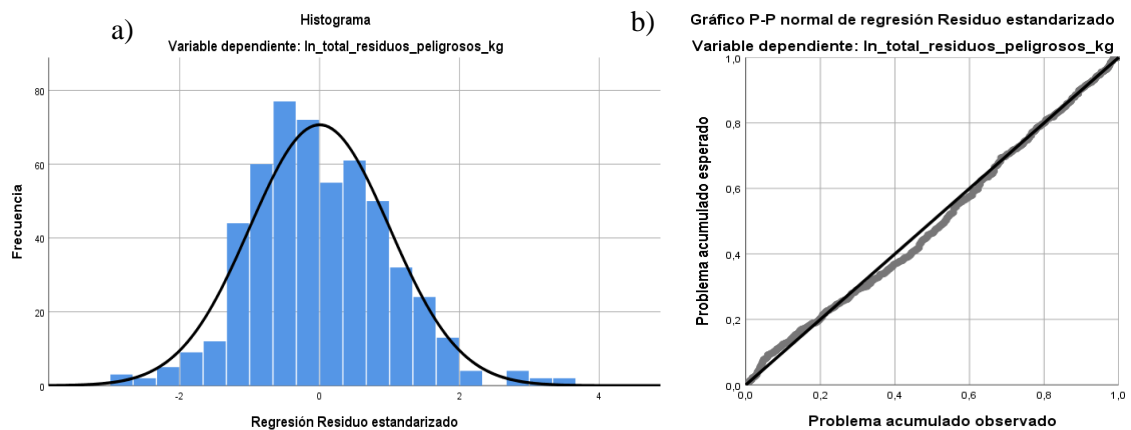 a)
Histograma
Variable dependiente: ln_total_residuos_peligrosos_kg
Frecuencia
80
60
40
20
0
-2
0
2
4
Regresión Residuo estandarizado
b)
Gráfico P-P normal de regresión Residuo estandarizado
Variable dependiente: ln_total_residuos_peligrosos_kg
Problema acumulado esperado
1,0
0,8
0,6
0,4
0,2
0,0
0,0
0,2
0,4
0,6
0,8
1,0
Problema acumulado observado